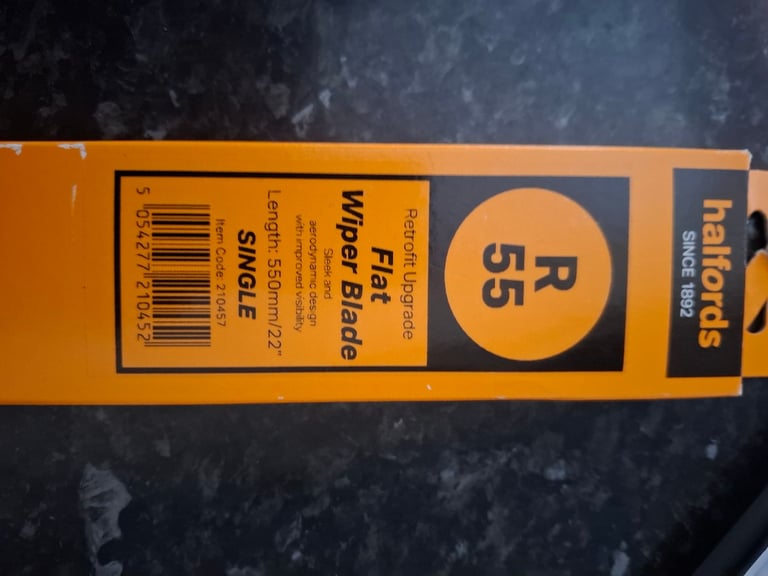 halfords
SINCE 1892
R
55
Retrofit Upgrade
Flat
Wiper Blade
Sleek and
aerodynamic design
with improved visibility
Length: 550mm/22"
SINGLE
Item Code: 210457
5 054277 210452